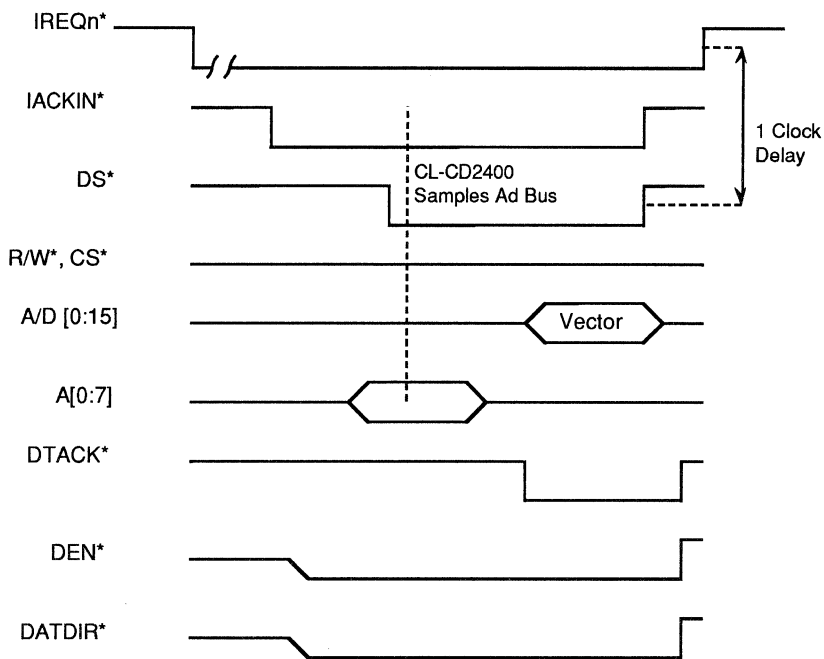 IREQn*
IACKIN*
1 Clock
Delay
CL-CD2400
Samples Ad Bus
DS*
R/W*, CS*
A/D [0:15]
Vector
A[0:7]
DTACK*
DEN*
DATDIR*